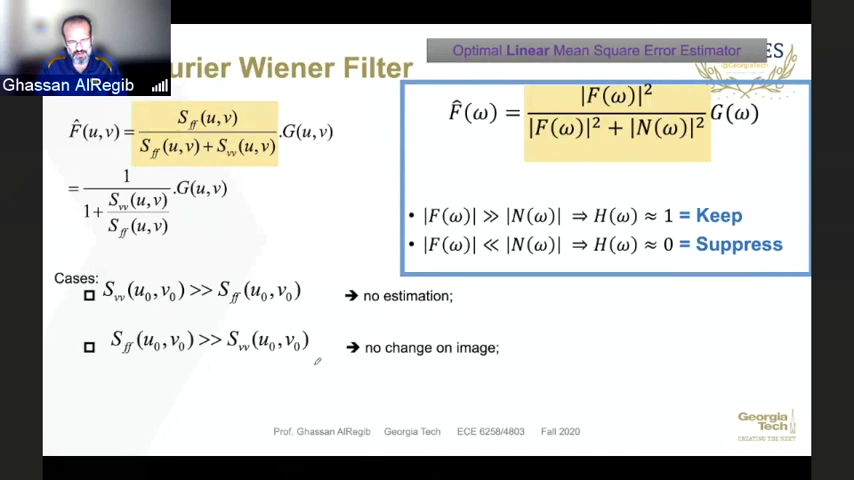 Optimal Linear Mean Square Error Estimator
ES
@GeorgiaTech
Ghassan AlRegib
urier Wiener Filter
F̂(u,v) = S_ff(u,v) / (S_ff(u,v) + S_vv(u,v)) .G(u,v)
= 1 / (1 + S_vv(u,v) / S_ff(u,v)) .G(u,v)
F̂(ω) = |F(ω)|² / (|F(ω)|² + |N(ω)|²) G(ω)
• |F(ω)| ≫ |N(ω)| ⇒ H(ω) ≈ 1 = Keep
• |F(ω)| ≪ |N(ω)| ⇒ H(ω) ≈ 0 = Suppress
Cases:
S_vv(u₀,v₀) >> S_ff(u₀,v₀) ➔ no estimation;
S_ff(u₀,v₀) >> S_vv(u₀,v₀) ➔ no change on image;
Prof. Ghassan AlRegib Georgia Tech ECE 6258/4803 Fall 2020
Georgia
Tech
CREATING THE NEXT